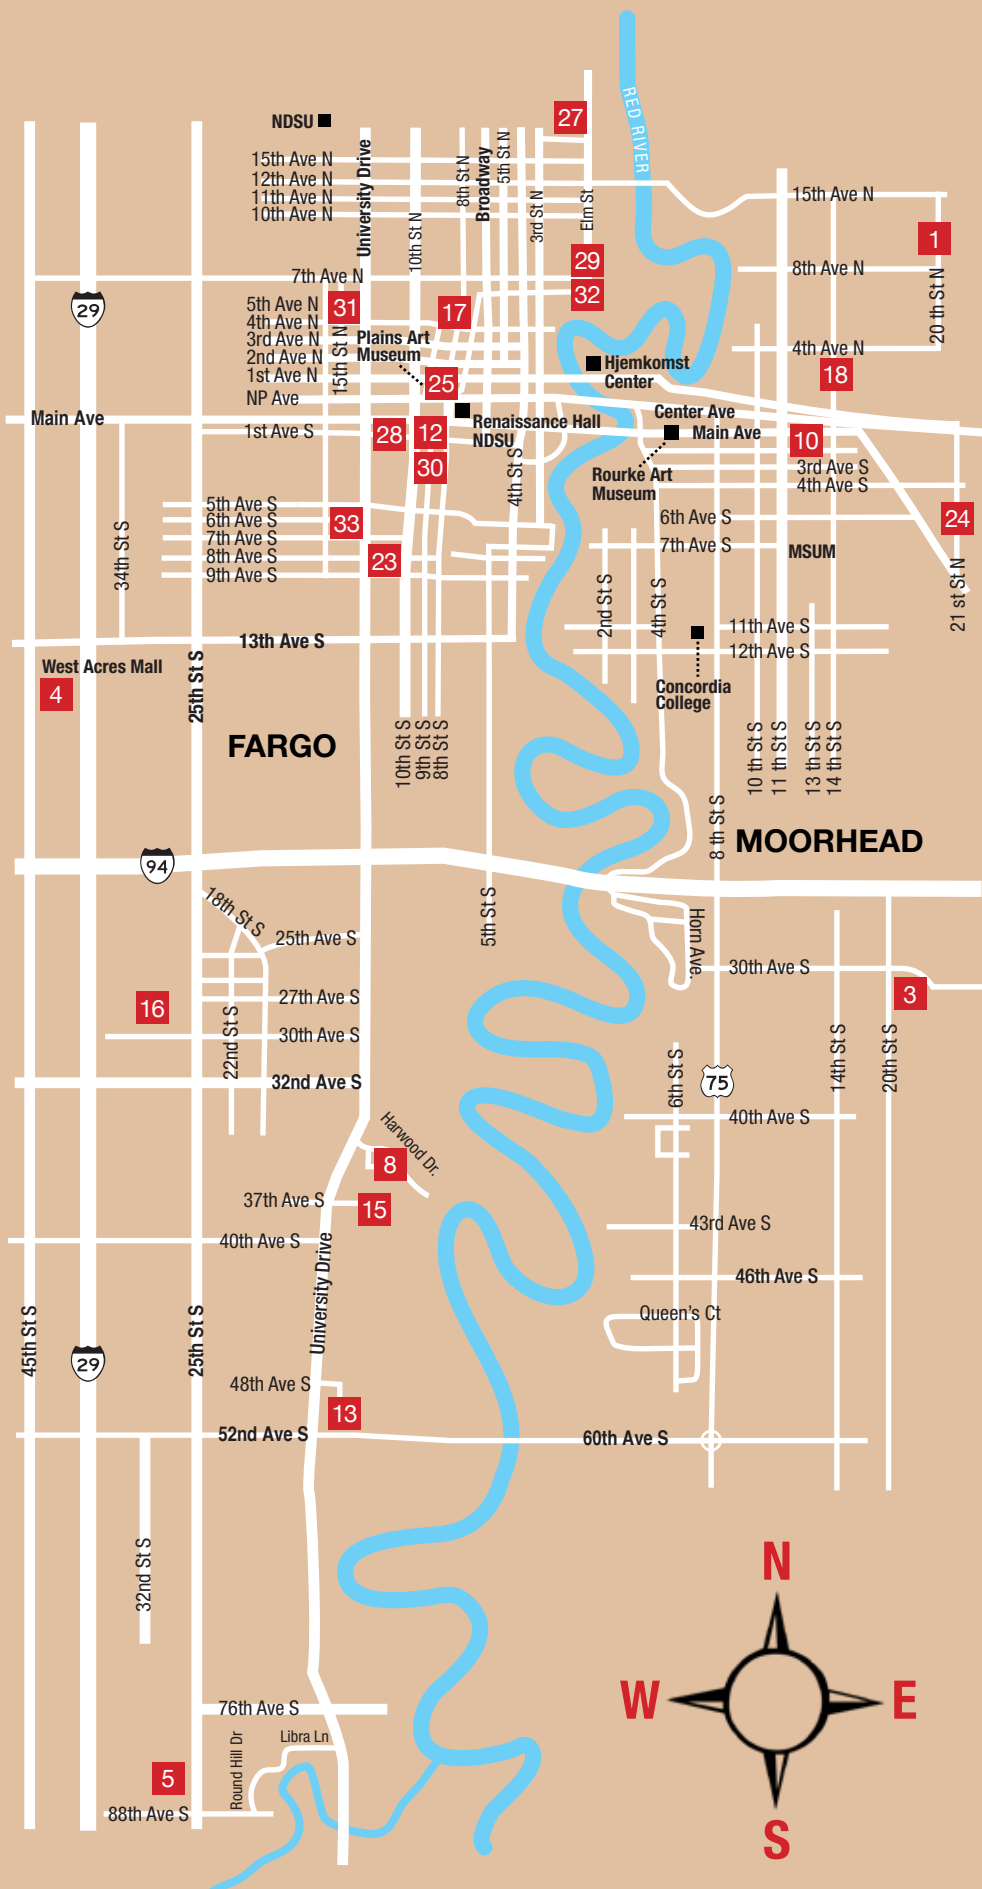 27
RED RIVER
NDSU
15th Ave N
12th Ave N
11th Ave N
10th Ave N
University Drive
10th St N
8th St N
Broadway
5th St N
3rd St N
Elm St
15th Ave N
1
20 th St N
8th Ave N
4th Ave N
18
7th Ave N
29
29
32
5th Ave N
4th Ave N
3rd Ave N
2nd Ave N
1st Ave N
NP Ave
31
15th St N
17
Plains Art
Museum
25
Hjemkomst
Center
Main Ave
1st Ave S
28
12
30
Renaissance Hall
NDSU
4th St S
Center Ave
Main Ave
10
Rourke Art
Museum
3rd Ave S
4th Ave S
6th Ave S
7th Ave S
MSUM
24
21 st St N
34th St S
5th Ave S
6th Ave S
7th Ave S
8th Ave S
9th Ave S
33
23
2nd St S
4th St S
11th Ave S
12th Ave S
13th Ave S
West Acres Mall
4
25th St S
Concordia
College
FARGO
10th St S
9th St S
8th St S
10 th St S
11 th St S
13 th St S
14 th St S
8 th St S
MOORHEAD
94
18th St S
25th Ave S
5th St S
Horn Ave.
30th Ave S
3
16
27th Ave S
30th Ave S
22nd St S
32nd Ave S
6th St S
75
14th St S
20th St S
40th Ave S
Harwood Dr.
8
37th Ave S
15
40th Ave S
43rd Ave S
46th Ave S
University Drive
45th St S
29
25th St S
Queen's Ct
48th Ave S
13
52nd Ave S
60th Ave S
32nd St S
N
W
E
S
76th Ave S
Libra Ln
Round Hill Dr
5
88th Ave S